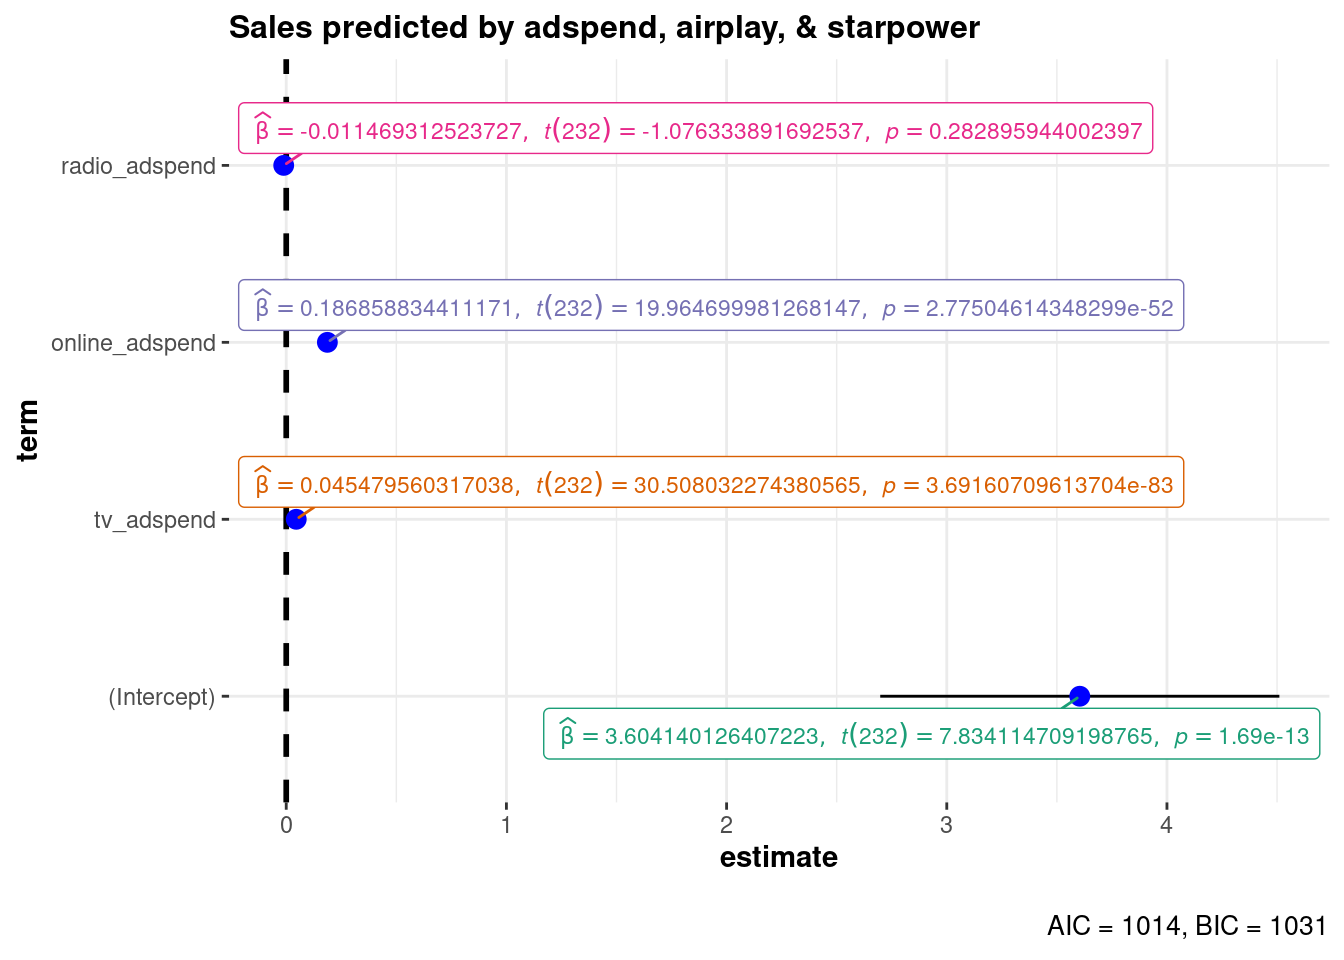 Sales predicted by adspend, airplay, & starpower
β̂ = -0.011469312523727, t(232) = -1.076333891692537, p = 0.282895944002397
radio_adspend
β̂ = 0.186858834411171, t(232) = 19.964699981268147, p = 2.77504614348299e-52
online_adspend
term
β̂ = 0.045479560317038, t(232) = 30.508032274380565, p = 3.69160709613704e-83
tv_adspend
(Intercept)
β̂ = 3.604140126407223, t(232) = 7.834114709198765, p = 1.69e-13
0 1 2 3 4
estimate
AIC = 1014, BIC = 1031